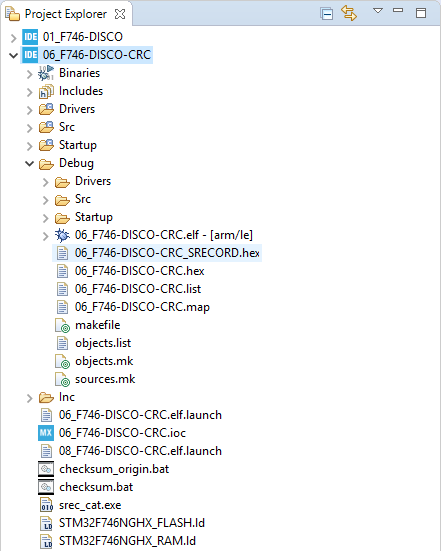 Project Explorer
IDE 01_F746-DISCO
IDE 06_F746-DISCO-CRC
Binaries
Includes
Drivers
Src
Startup
Debug
Drivers
Src
Startup
06_F746-DISCO-CRC.elf - [arm/le]
06_F746-DISCO-CRC_SRECORD.hex
06_F746-DISCO-CRC.hex
06_F746-DISCO-CRC.list
06_F746-DISCO-CRC.map
makefile
objects.list
objects.mk
sources.mk
Inc
06_F746-DISCO-CRC.elf.launch
MX 06_F746-DISCO-CRC.ioc
08_F746-DISCO-CRC.elf.launch
checksum_origin.bat
checksum.bat
010 srec_cat.exe
LD STM32F746NGHX_FLASH.ld
LD STM32F746NGHX_RAM.ld